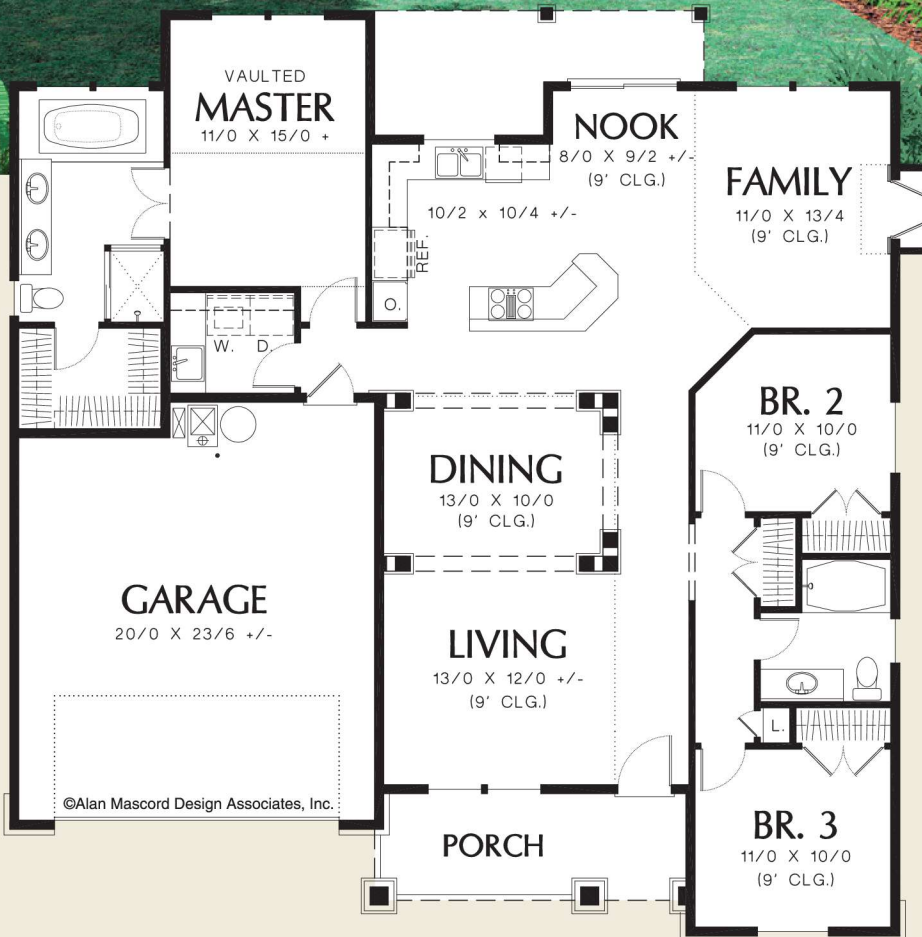 VAULTED
MASTER
11/0 X 15/0 +
NOOK
8/0 X 9/2 +/-
(9' CLG.)
FAMILY
11/0 X 13/4
(9' CLG.)
10/2 x 10/4 +/-
REF.
O.
W. D.
BR. 2
11/0 X 10/0
(9' CLG.)
DINING
13/0 X 10/0
(9' CLG.)
GARAGE
20/0 X 23/6 +/-
LIVING
13/0 X 12/0 +/-
(9' CLG.)
L.
©Alan Mascord Design Associates, Inc.
PORCH
BR. 3
11/0 X 10/0
(9' CLG.)